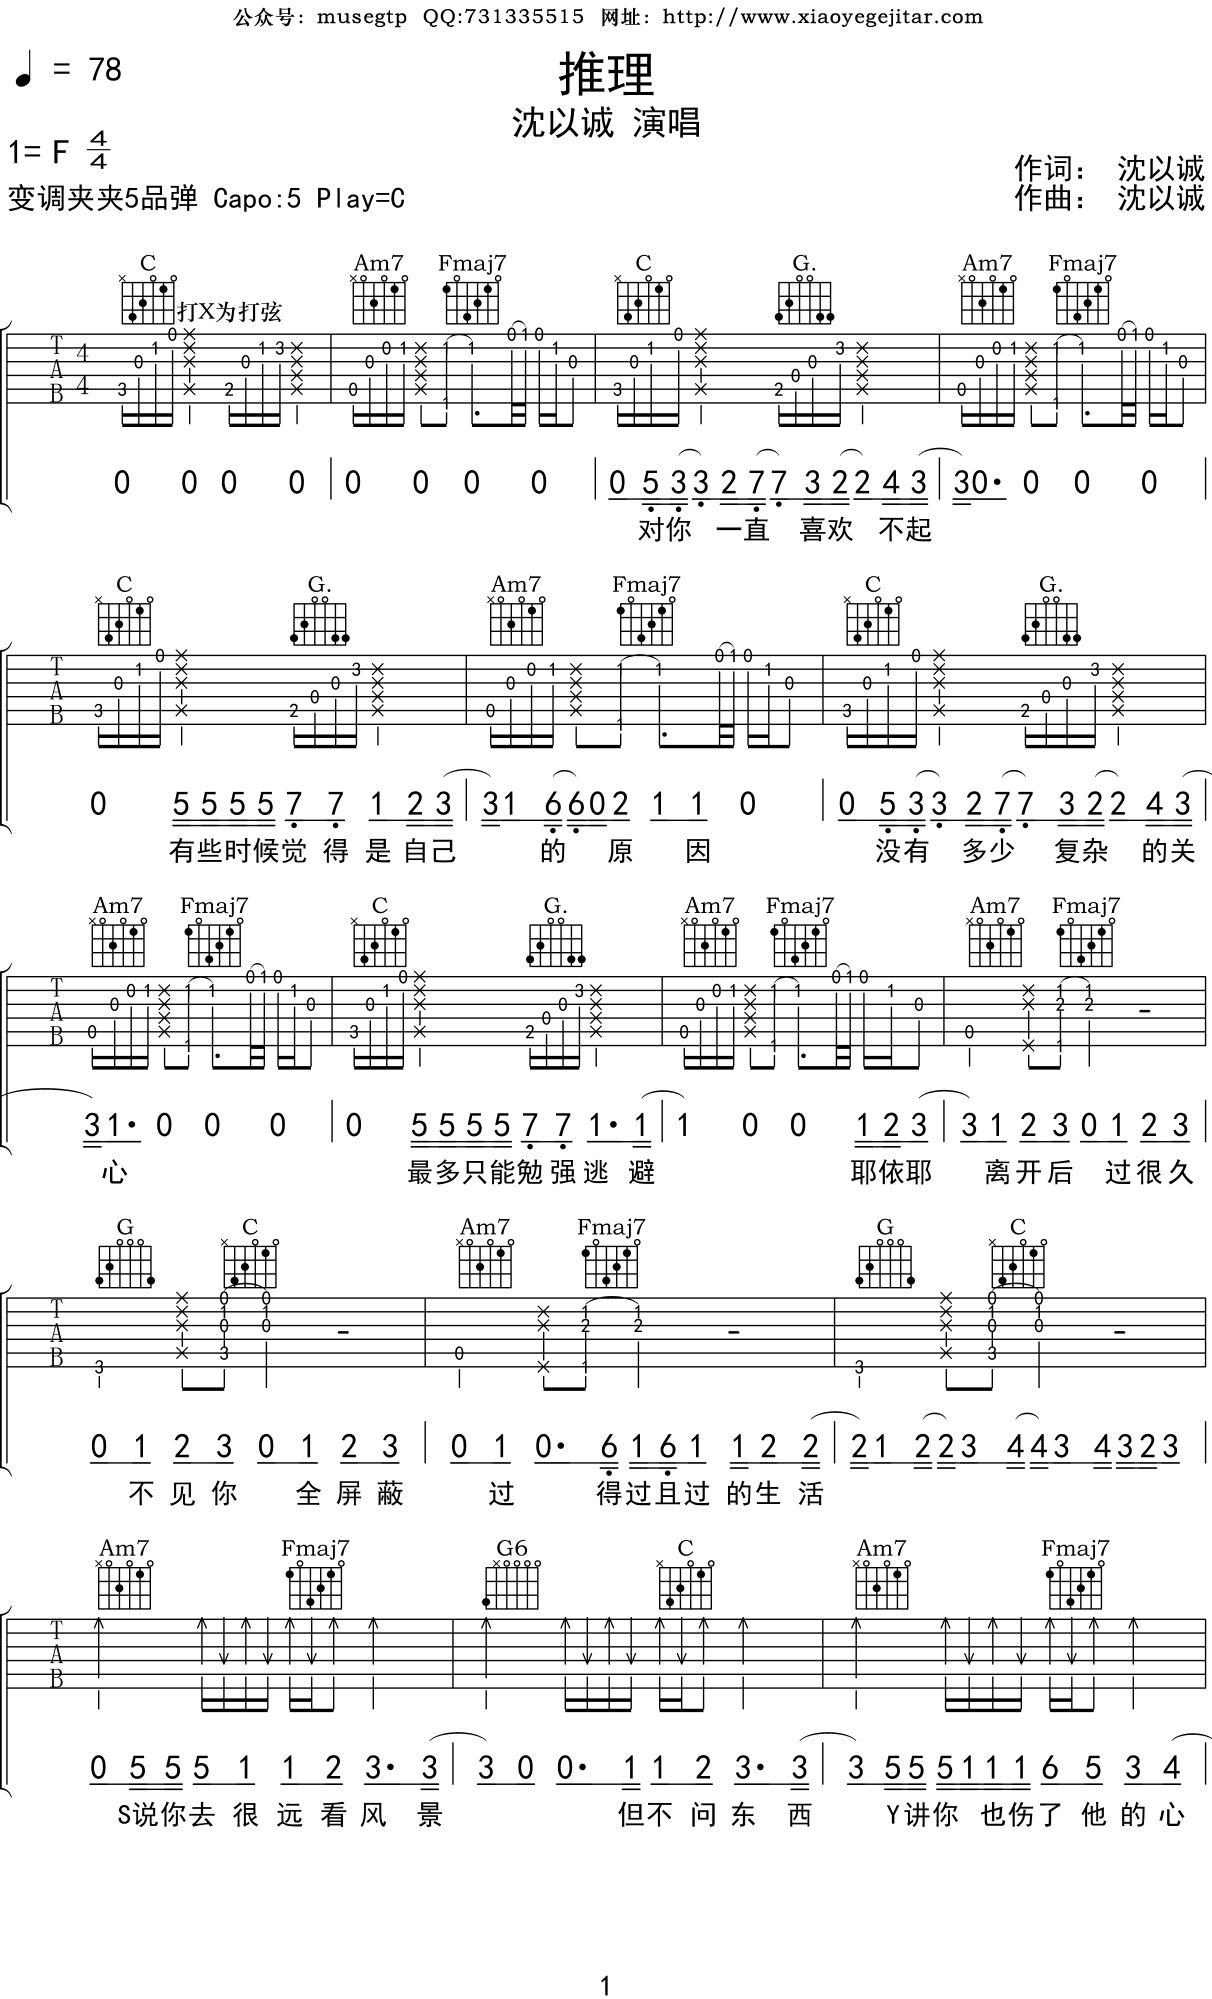 公众号: musegtp QQ:731335515 网址: http://www.xiaoyegejitar.com
= 78
推理
沈以诚 演唱
1= F 4/4
作词： 沈以诚
变调夹夹5品弹 Capo:5 Play=C
作曲： 沈以诚
C Am7 Fmaj7 C G. Am7 Fmaj7
打X为打弦
0 0 0 0 0 0 0 0 0 5 3 3 2 7 7 3 2 2 4 3 3 0· 0 0 0
对你 一直 喜欢 不起
C G. Am7 Fmaj7 C G.
0 5 5 5 5 7 7 1 2 3 3 1 6 6 0 2 1 1 0 0 5 3 3 2 7 7 3 2 2 4 3
有些时候觉 得 是 自己 的 原 因 没有 多少 复杂 的关
Am7 Fmaj7 C G. Am7 Fmaj7 Am7 Fmaj7
3 1· 0 0 0 0 5 5 5 5 7 7 1· 1 1 0 0 1 2 3 3 1 2 3 0 1 2 3
心 最多只能勉强逃 避 耶依耶 离开后 过很久
G C Am7 Fmaj7 G C
0 1 2 3 0 1 2 3 0 1 0· 6 1 6 1 1 2 2 2 1 2 2 3 4 4 3 4 3 2 3
不 见 你 全 屏 蔽 过 得过且过 的生 活
Am7 Fmaj7 G6 C Am7 Fmaj7
0 5 5 5 1 1 2 3· 3 3 0 0· 1 1 2 3· 3 3 5 5 5 1 1 1 6 5 3 4
S说你去 很 远 看 风 景 但不 问 东 西 Y讲你 也伤了 他 的 心
1